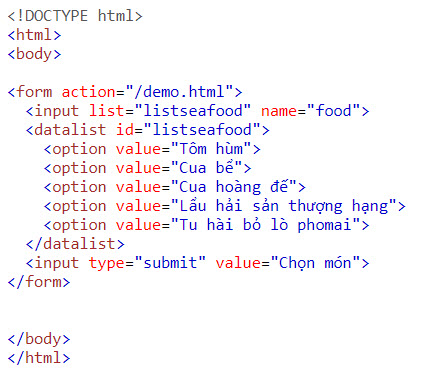 <!DOCTYPE html>
<html>
<body>
<form action="/demo.html">
<input list="listseafood" name="food">
<datalist id="listseafood">
<option value="Tôm hùm">
<option value="Cua bể">
<option value="Cua hoàng đế">
<option value="Lẩu hải sản thượng hạng">
<option value="Tu hài bỏ lò phomai">
</datalist>
<input type="submit" value="Chọn món">
</form>
</body>
</html>